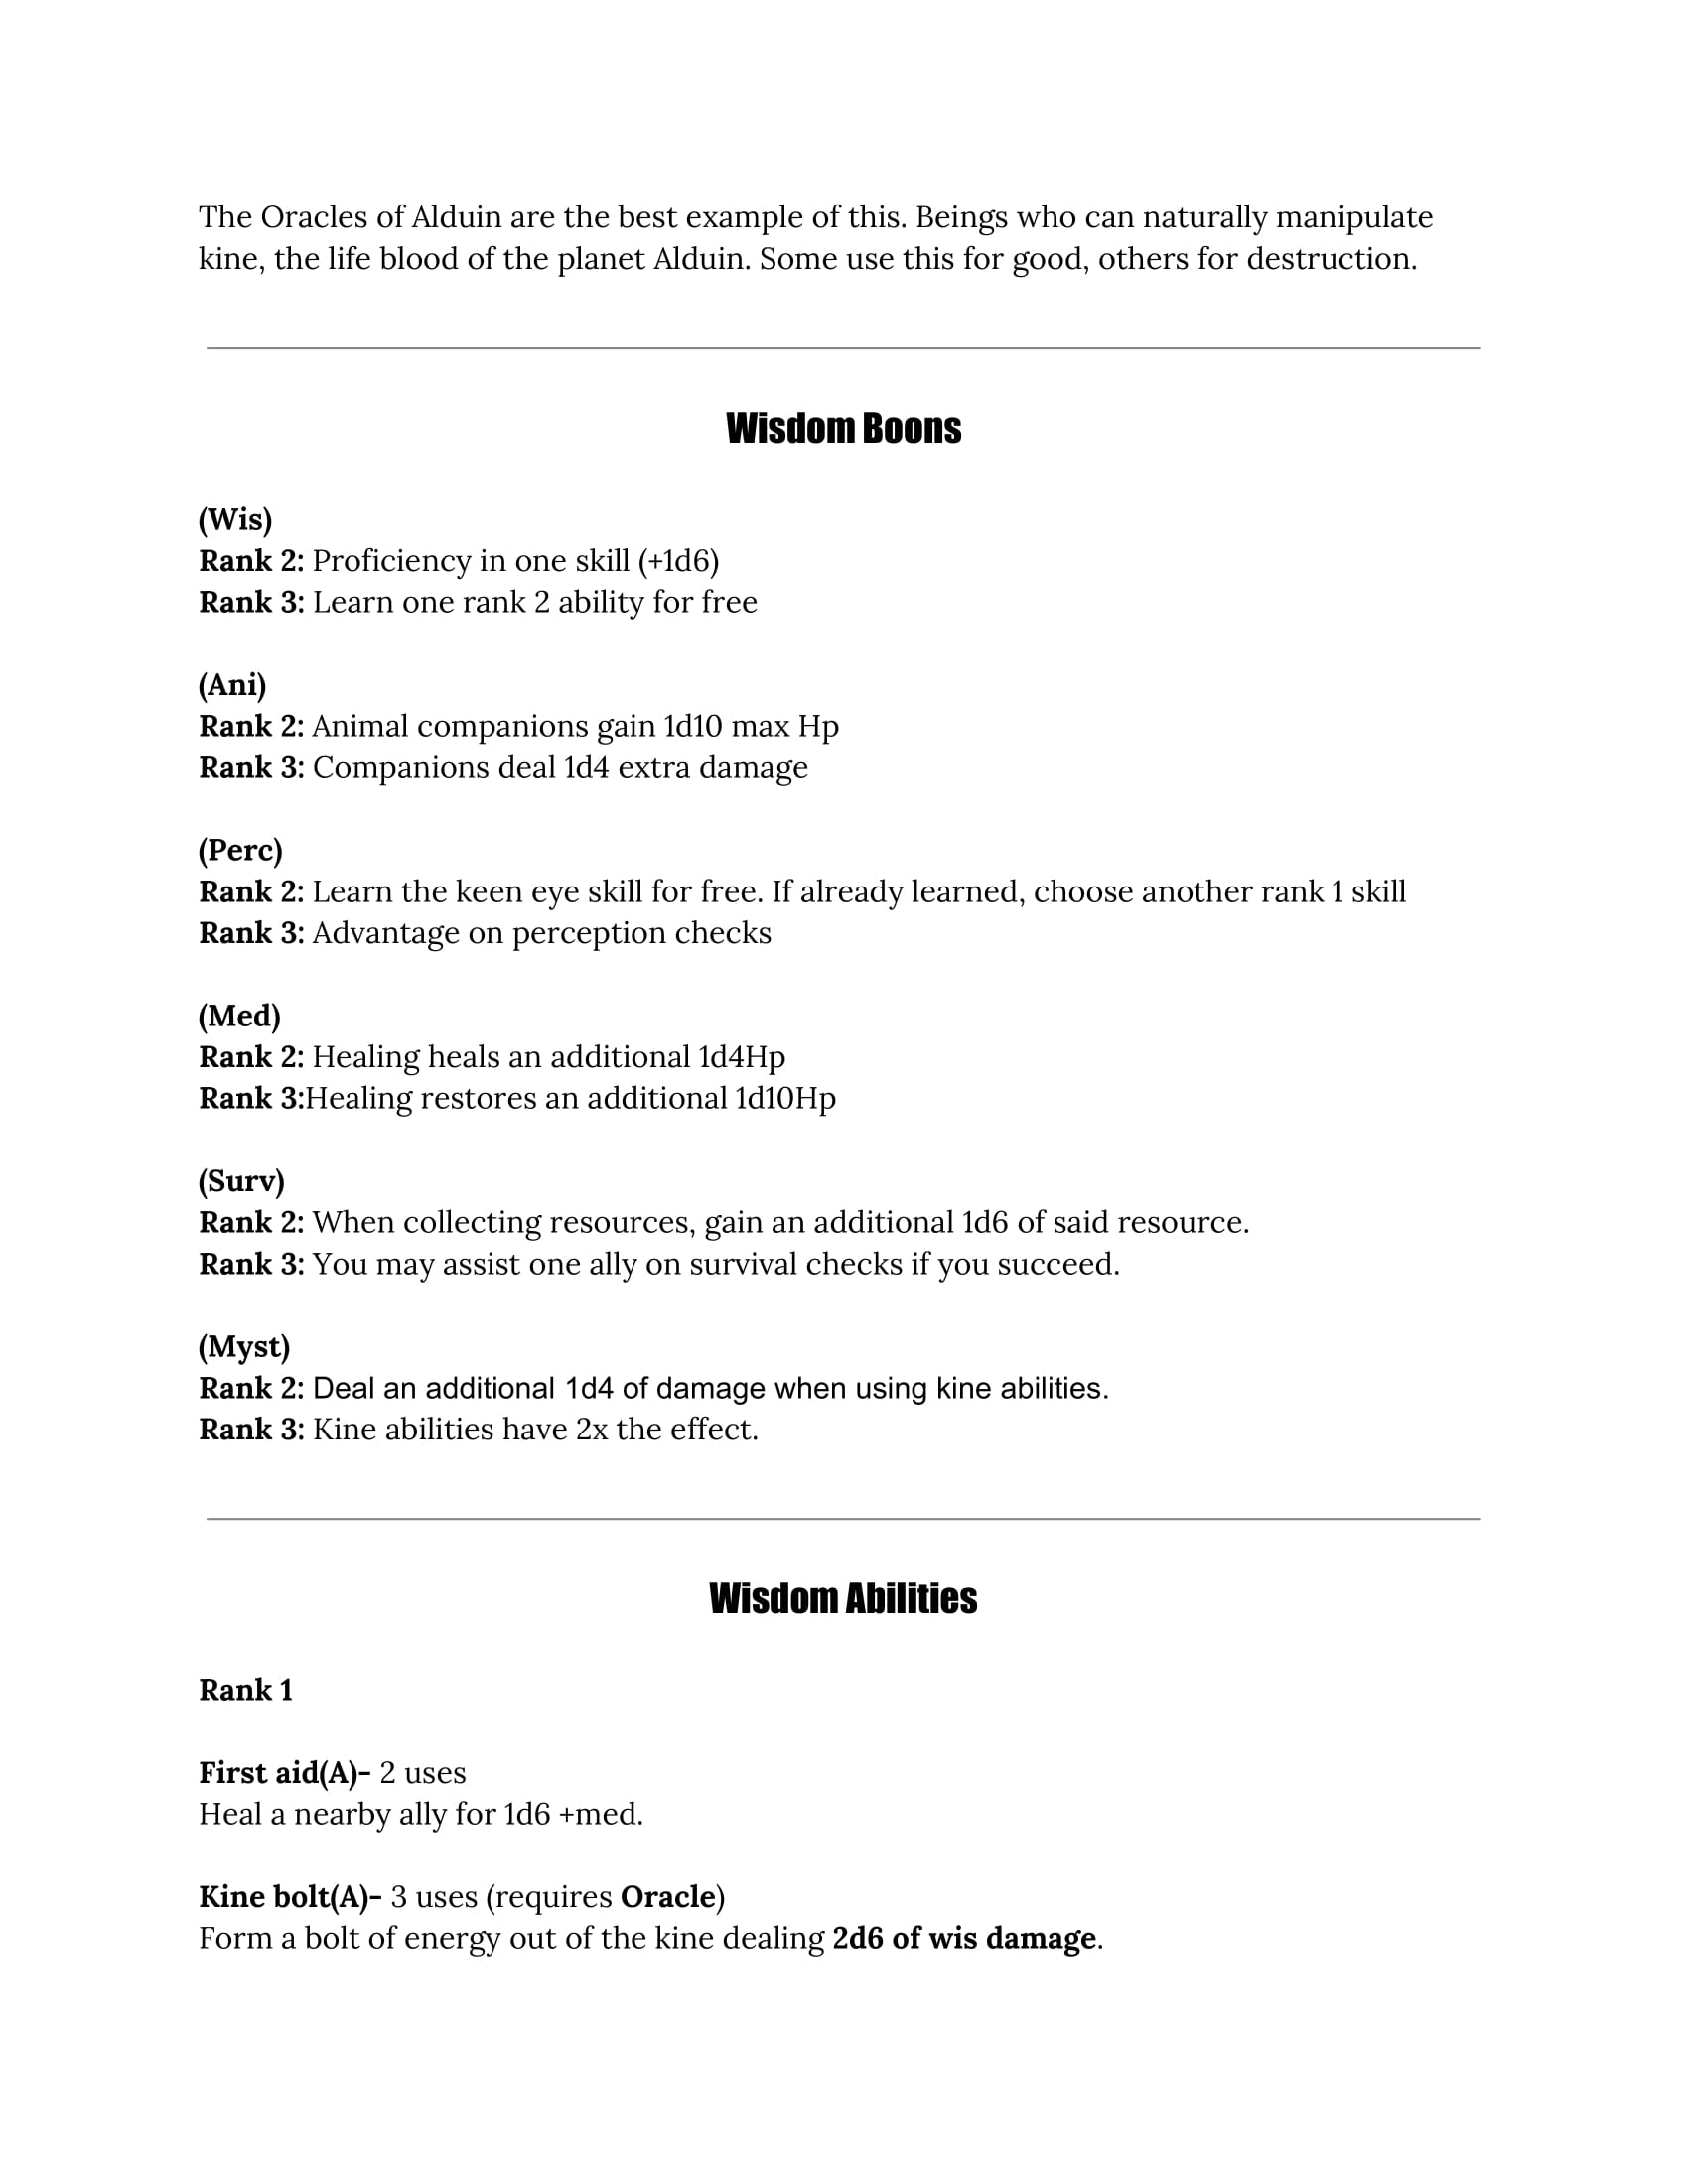 The Oracles of Alduin are the best example of this. Beings who can naturally manipulate
kine, the life blood of the planet Alduin. Some use this for good, others for destruction.
Wisdom Boons
(Wis)
Rank 2: Proficiency in one skill (+1d6)
Rank 3: Learn one rank 2 ability for free
(Ani)
Rank 2: Animal companions gain 1d10 max Hp
Rank 3: Companions deal 1d4 extra damage
(Perc)
Rank 2: Learn the keen eye skill for free. If already learned, choose another rank 1 skill
Rank 3: Advantage on perception checks
(Med)
Rank 2: Healing heals an additional 1d4Hp
Rank 3:Healing restores an additional 1d10Hp
(Surv)
Rank 2: When collecting resources, gain an additional 1d6 of said resource.
Rank 3: You may assist one ally on survival checks if you succeed.
(Myst)
Rank 2: Deal an additional 1d4 of damage when using kine abilities.
Rank 3: Kine abilities have 2x the effect.
Wisdom Abilities
Rank 1
First aid(A)- 2 uses
Heal a nearby ally for 1d6 +med.
Kine bolt(A)- 3 uses (requires Oracle)
Form a bolt of energy out of the kine dealing 2d6 of wis damage.